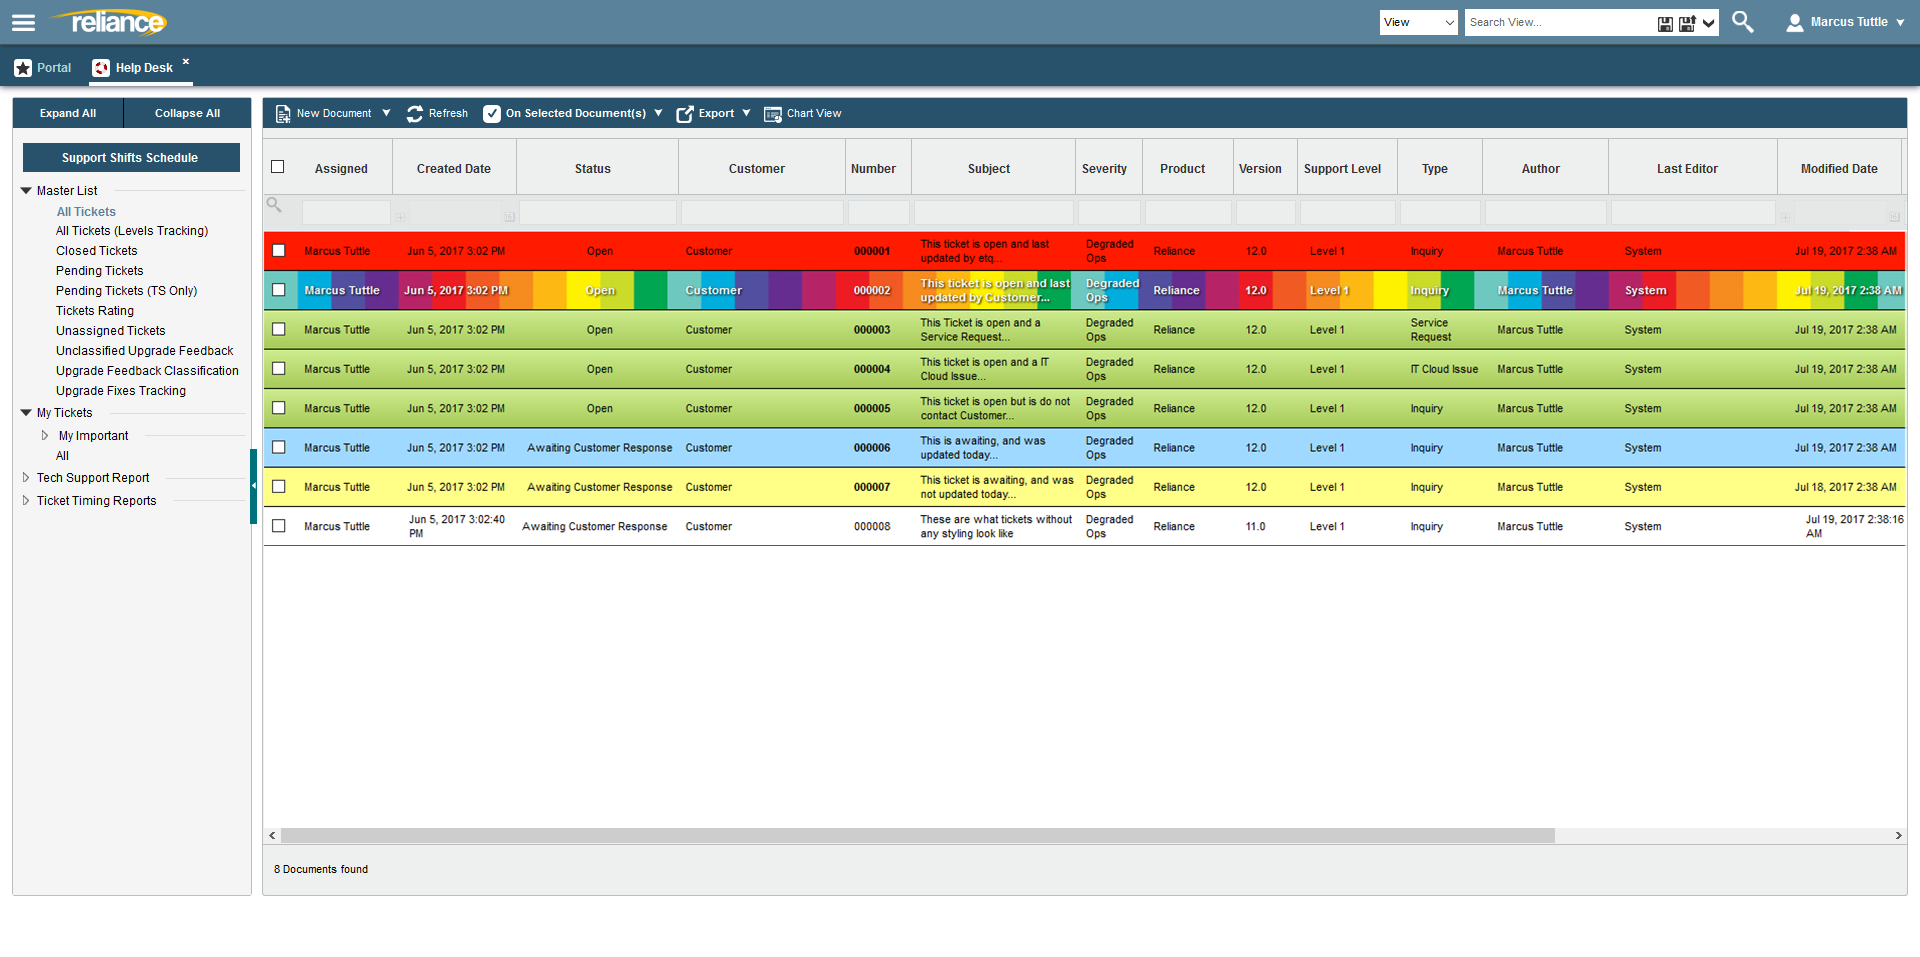 reliance
View
Search View...
Marcus Tuttle
Portal
Help Desk
Expand All
Collapse All
Support Shifts Schedule
Master List
All Tickets
All Tickets (Levels Tracking)
Closed Tickets
Pending Tickets
Pending Tickets (TS Only)
Tickets Rating
Unassigned Tickets
Unclassified Upgrade Feedback
Upgrade Feedback Classification
Upgrade Fixes Tracking
My Tickets
My Important
All
Tech Support Report
Ticket Timing Reports
New Document
Refresh
On Selected Document(s)
Export
Chart View
Assigned Created Date Status Customer Number Subject Severity Product Version Support Level Type Author Last Editor Modified Date
Marcus Tuttle Jun 5, 2017 3:02 PM Open Customer 000001 This ticket is open and last updated by etq... Degraded Ops Reliance 12.0 Level 1 Inquiry Marcus Tuttle System Jul 19, 2017 2:38 AM
Marcus Tuttle Jun 5, 2017 3:02 PM Open Customer 000002 This ticket is open and last updated by Customer... Degraded Ops Reliance 12.0 Level 1 Inquiry Marcus Tuttle System Jul 19, 2017 2:38 AM
Marcus Tuttle Jun 5, 2017 3:02 PM Open Customer 000003 This Ticket is open and a Service Request... Degraded Ops Reliance 12.0 Level 1 Service Request Marcus Tuttle System Jul 19, 2017 2:38 AM
Marcus Tuttle Jun 5, 2017 3:02 PM Open Customer 000004 This ticket is open and a IT Cloud Issue... Degraded Ops Reliance 12.0 Level 1 IT Cloud Issue Marcus Tuttle System Jul 19, 2017 2:38 AM
Marcus Tuttle Jun 5, 2017 3:02 PM Open Customer 000005 This ticket is open but is do not contact Customer... Degraded Ops Reliance 12.0 Level 1 Inquiry Marcus Tuttle System Jul 19, 2017 2:38 AM
Marcus Tuttle Jun 5, 2017 3:02 PM Awaiting Customer Response Customer 000006 This is awaiting, and was updated today... Degraded Ops Reliance 12.0 Level 1 Inquiry Marcus Tuttle System Jul 19, 2017 2:38 AM
Marcus Tuttle Jun 5, 2017 3:02 PM Awaiting Customer Response Customer 000007 This ticket is awaiting, and was not updated today... Degraded Ops Reliance 12.0 Level 1 Inquiry Marcus Tuttle System Jul 18, 2017 2:38 AM
Marcus Tuttle Jun 5, 2017 3:02:40 PM Awaiting Customer Response Customer 000008 These are what tickets without any styling look like Degraded Ops Reliance 11.0 Level 1 Inquiry Marcus Tuttle System Jul 19, 2017 2:38:16 AM
8 Documents found